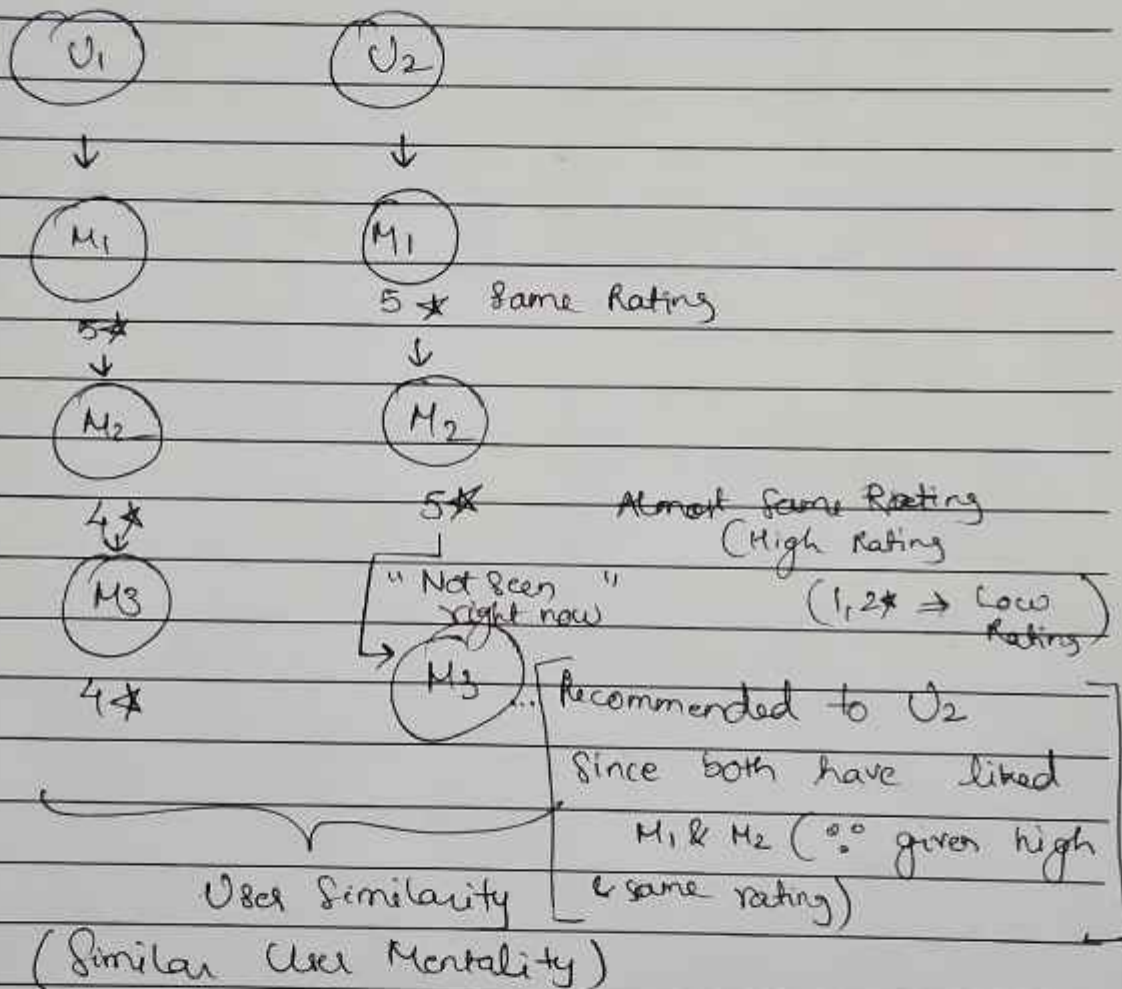 U1 U2
↓ ↓
M1 M1
5★ 5★ Same Rating
↓ ↓
M2 M2
4★ 5★ Almost Same Rating
(High Rating
↓ "Not Seen "
right now (1,2★ ⇒ Low
Rating)
M3 M3
4★ ... Recommended to U2
Since both have liked
M1 & M2 (∵ given high
& same rating)
User Similarity
(Similar User Mentality)